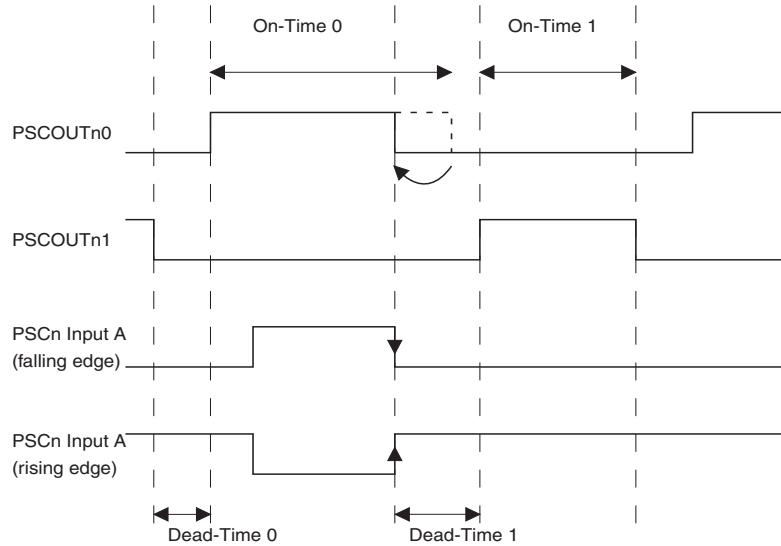 On-Time 0
On-Time 1
PSCOUTn0
PSCOUTn1
PSCn Input A
(falling edge)
PSCn Input A
(rising edge)
Dead-Time 0
Dead-Time 1